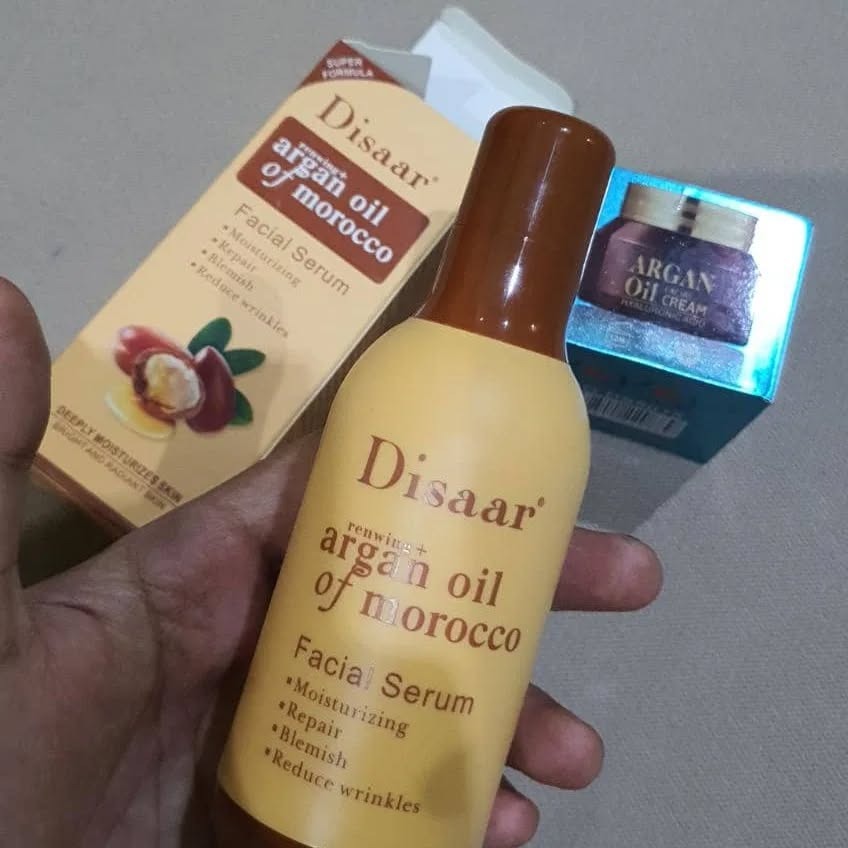 SUPER
FORMULA
Disaar®
renwing+
argan oil
of morocco
Facial Serum
•Moisturizing
•Repair
•Blemish
•Reduce wrinkles
DEEPLY MOISTURIZES SKIN
BRIGHT AND RADIANT SKIN
ARGAN
Oil CREAM
Disaar®
renwing+
argan oil
of morocco
Facial Serum
•Moisturizing
•Repair
•Blemish
•Reduce wrinkles